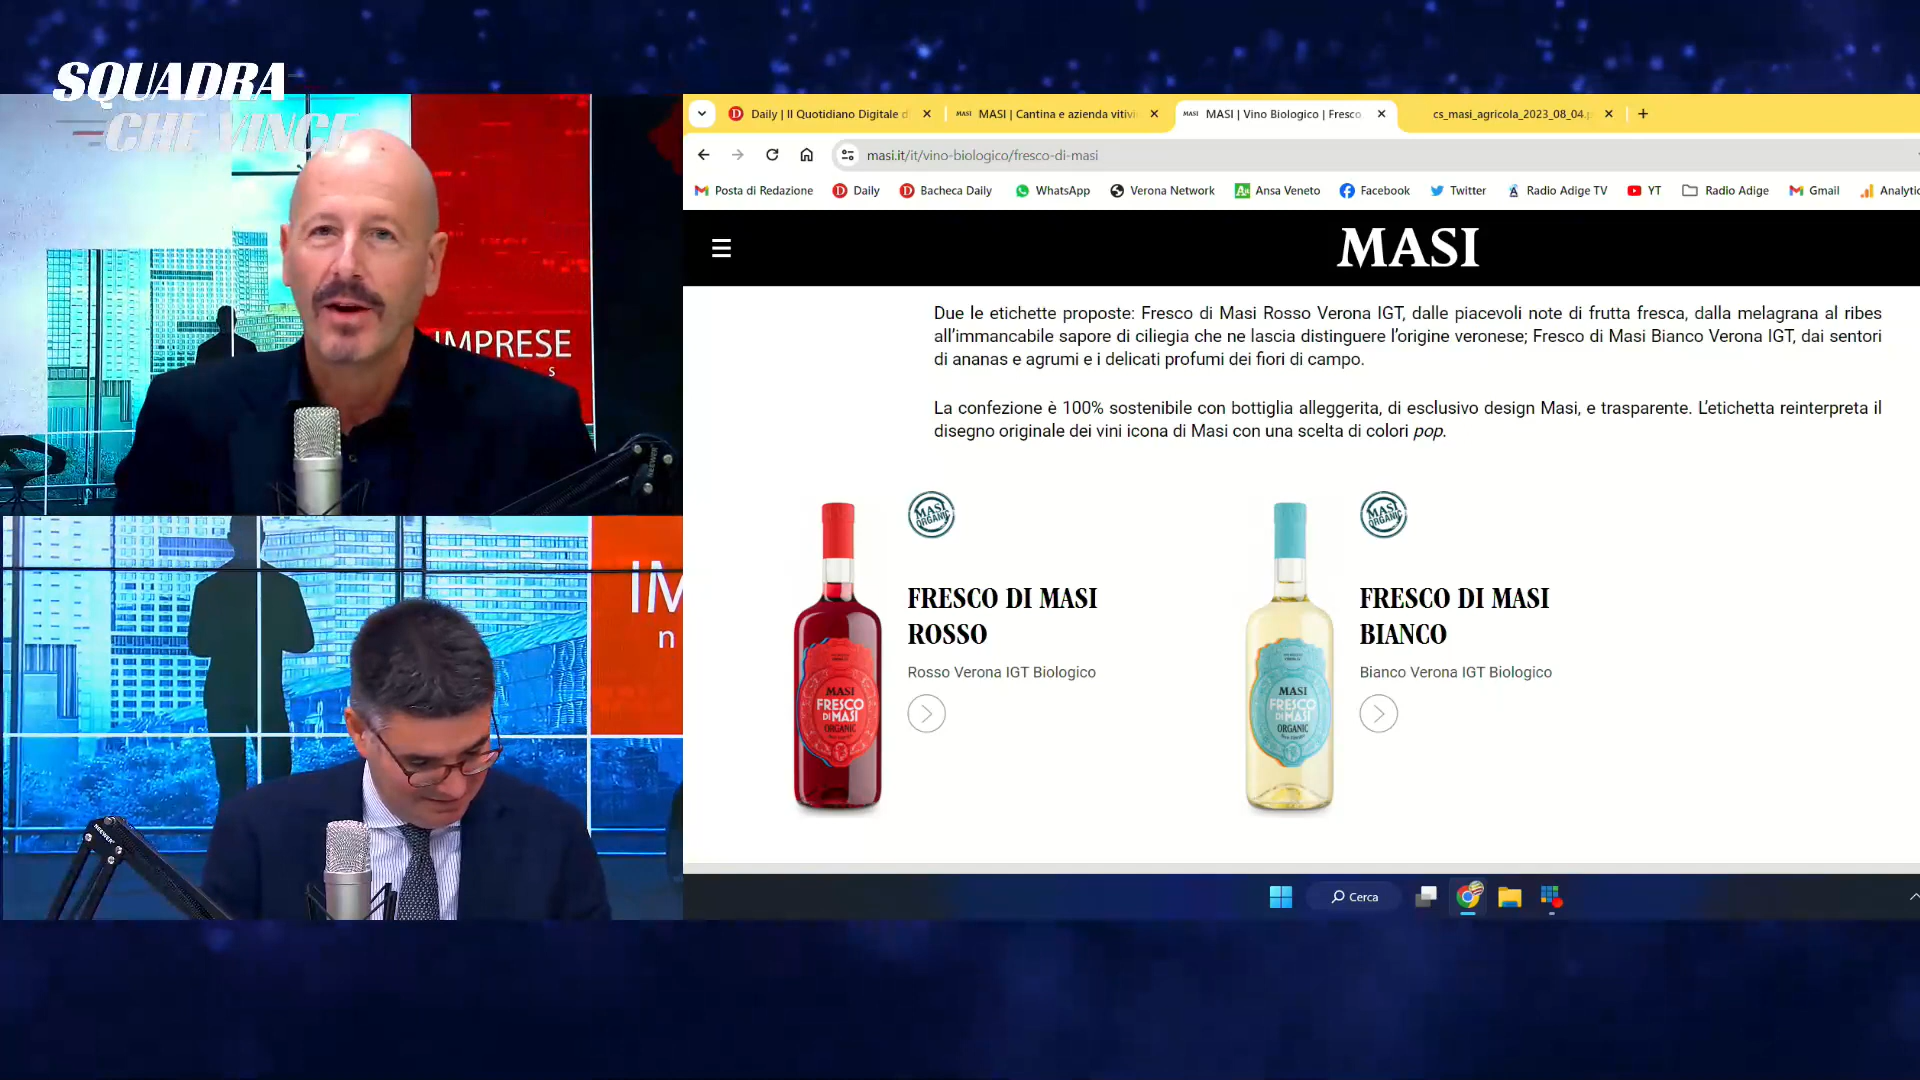 SQUADRA
CHE VINCE
IMPRESE
S
IM
n
NEEWER
NEEWER
Daily | Il Quotidiano Digitale d
MASI | Cantina e azienda vitivi
MASI | Vino Biologico | Fresco
cs_masi_agricola_2023_08_04.p
masi.it/it/vino-biologico/fresco-di-masi
Posta di Redazione
Daily
Bacheca Daily
WhatsApp
Verona Network
Ansa Veneto
Facebook
Twitter
Radio Adige TV
YT
Radio Adige
Gmail
Analytic
MASI
Due le etichette proposte: Fresco di Masi Rosso Verona IGT, dalle piacevoli note di frutta fresca, dalla melagrana al ribes
all’immancabile sapore di ciliegia che ne lascia distinguere l’origine veronese; Fresco di Masi Bianco Verona IGT, dai sentori
di ananas e agrumi e i delicati profumi dei fiori di campo.
La confezione è 100% sostenibile con bottiglia alleggerita, di esclusivo design Masi, e trasparente. L’etichetta reinterpreta il
disegno originale dei vini icona di Masi con una scelta di colori pop.
MASI
ORGANIC
FRESCO DI MASI
ROSSO
Rosso Verona IGT Biologico
MASI
FRESCO
DI MASI
ORGANIC
MASI
ORGANIC
FRESCO DI MASI
BIANCO
Bianco Verona IGT Biologico
MASI
FRESCO
DI MASI
ORGANIC
Cerca